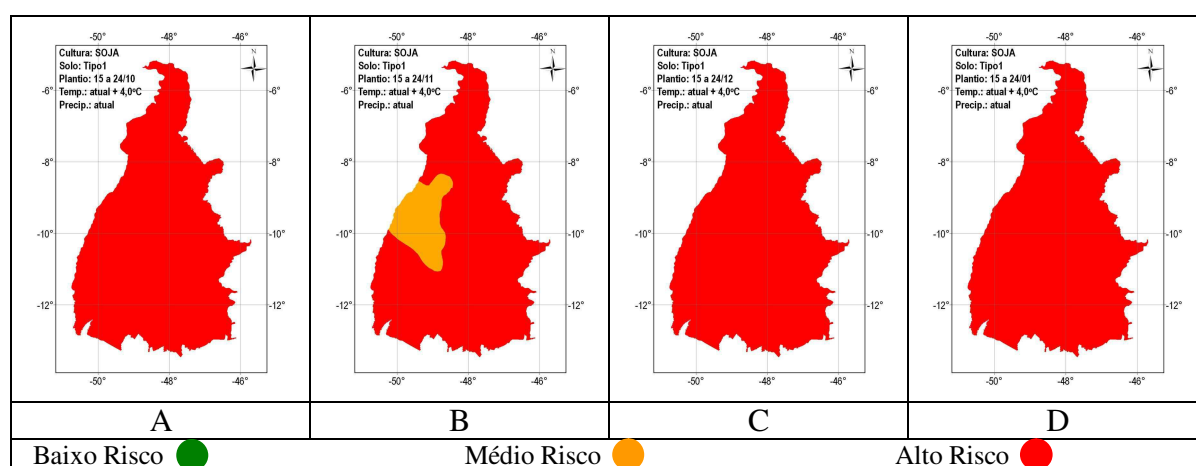 -50° -48° -46°
Cultura: SOJA
Solo: Tipo1
Plantio: 15 a 24/10
Temp.: atual + 4,0ºC
Precip.: atual
N
-6° -6°
-8° -8°
-10° -10°
-12° -12°
-50° -48° -46°
-50° -48° -46°
Cultura: SOJA
Solo: Tipo1
Plantio: 15 a 24/11
Temp.: atual + 4,0ºC
Precip.: atual
N
-6° -6°
-8° -8°
-10° -10°
-12° -12°
-50° -48° -46°
-50° -48° -46°
Cultura: SOJA
Solo: Tipo1
Plantio: 15 a 24/12
Temp.: atual + 4,0ºC
Precip.: atual
N
-6° -6°
-8° -8°
-10° -10°
-12° -12°
-50° -48° -46°
-50° -48° -46°
Cultura: SOJA
Solo: Tipo1
Plantio: 15 a 24/01
Temp.: atual + 4,0ºC
Precip.: atual
N
-6° -6°
-8° -8°
-10° -10°
-12° -12°
-50° -48° -46°
A B C D
Baixo Risco Médio Risco Alto Risco